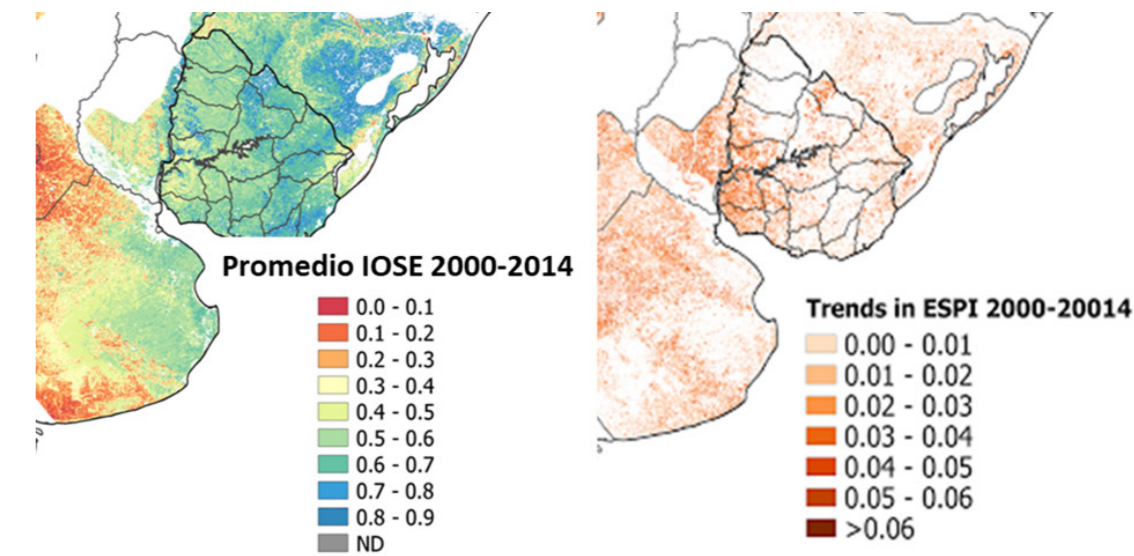 Promedio IOSE 2000-2014
0.0 - 0.1
0.1 - 0.2
0.2 - 0.3
0.3 - 0.4
0.4 - 0.5
0.5 - 0.6
0.6 - 0.7
0.7 - 0.8
0.8 - 0.9
ND
Trends in ESPI 2000-20014
0.00 - 0.01
0.01 - 0.02
0.02 - 0.03
0.03 - 0.04
0.04 - 0.05
0.05 - 0.06
>0.06